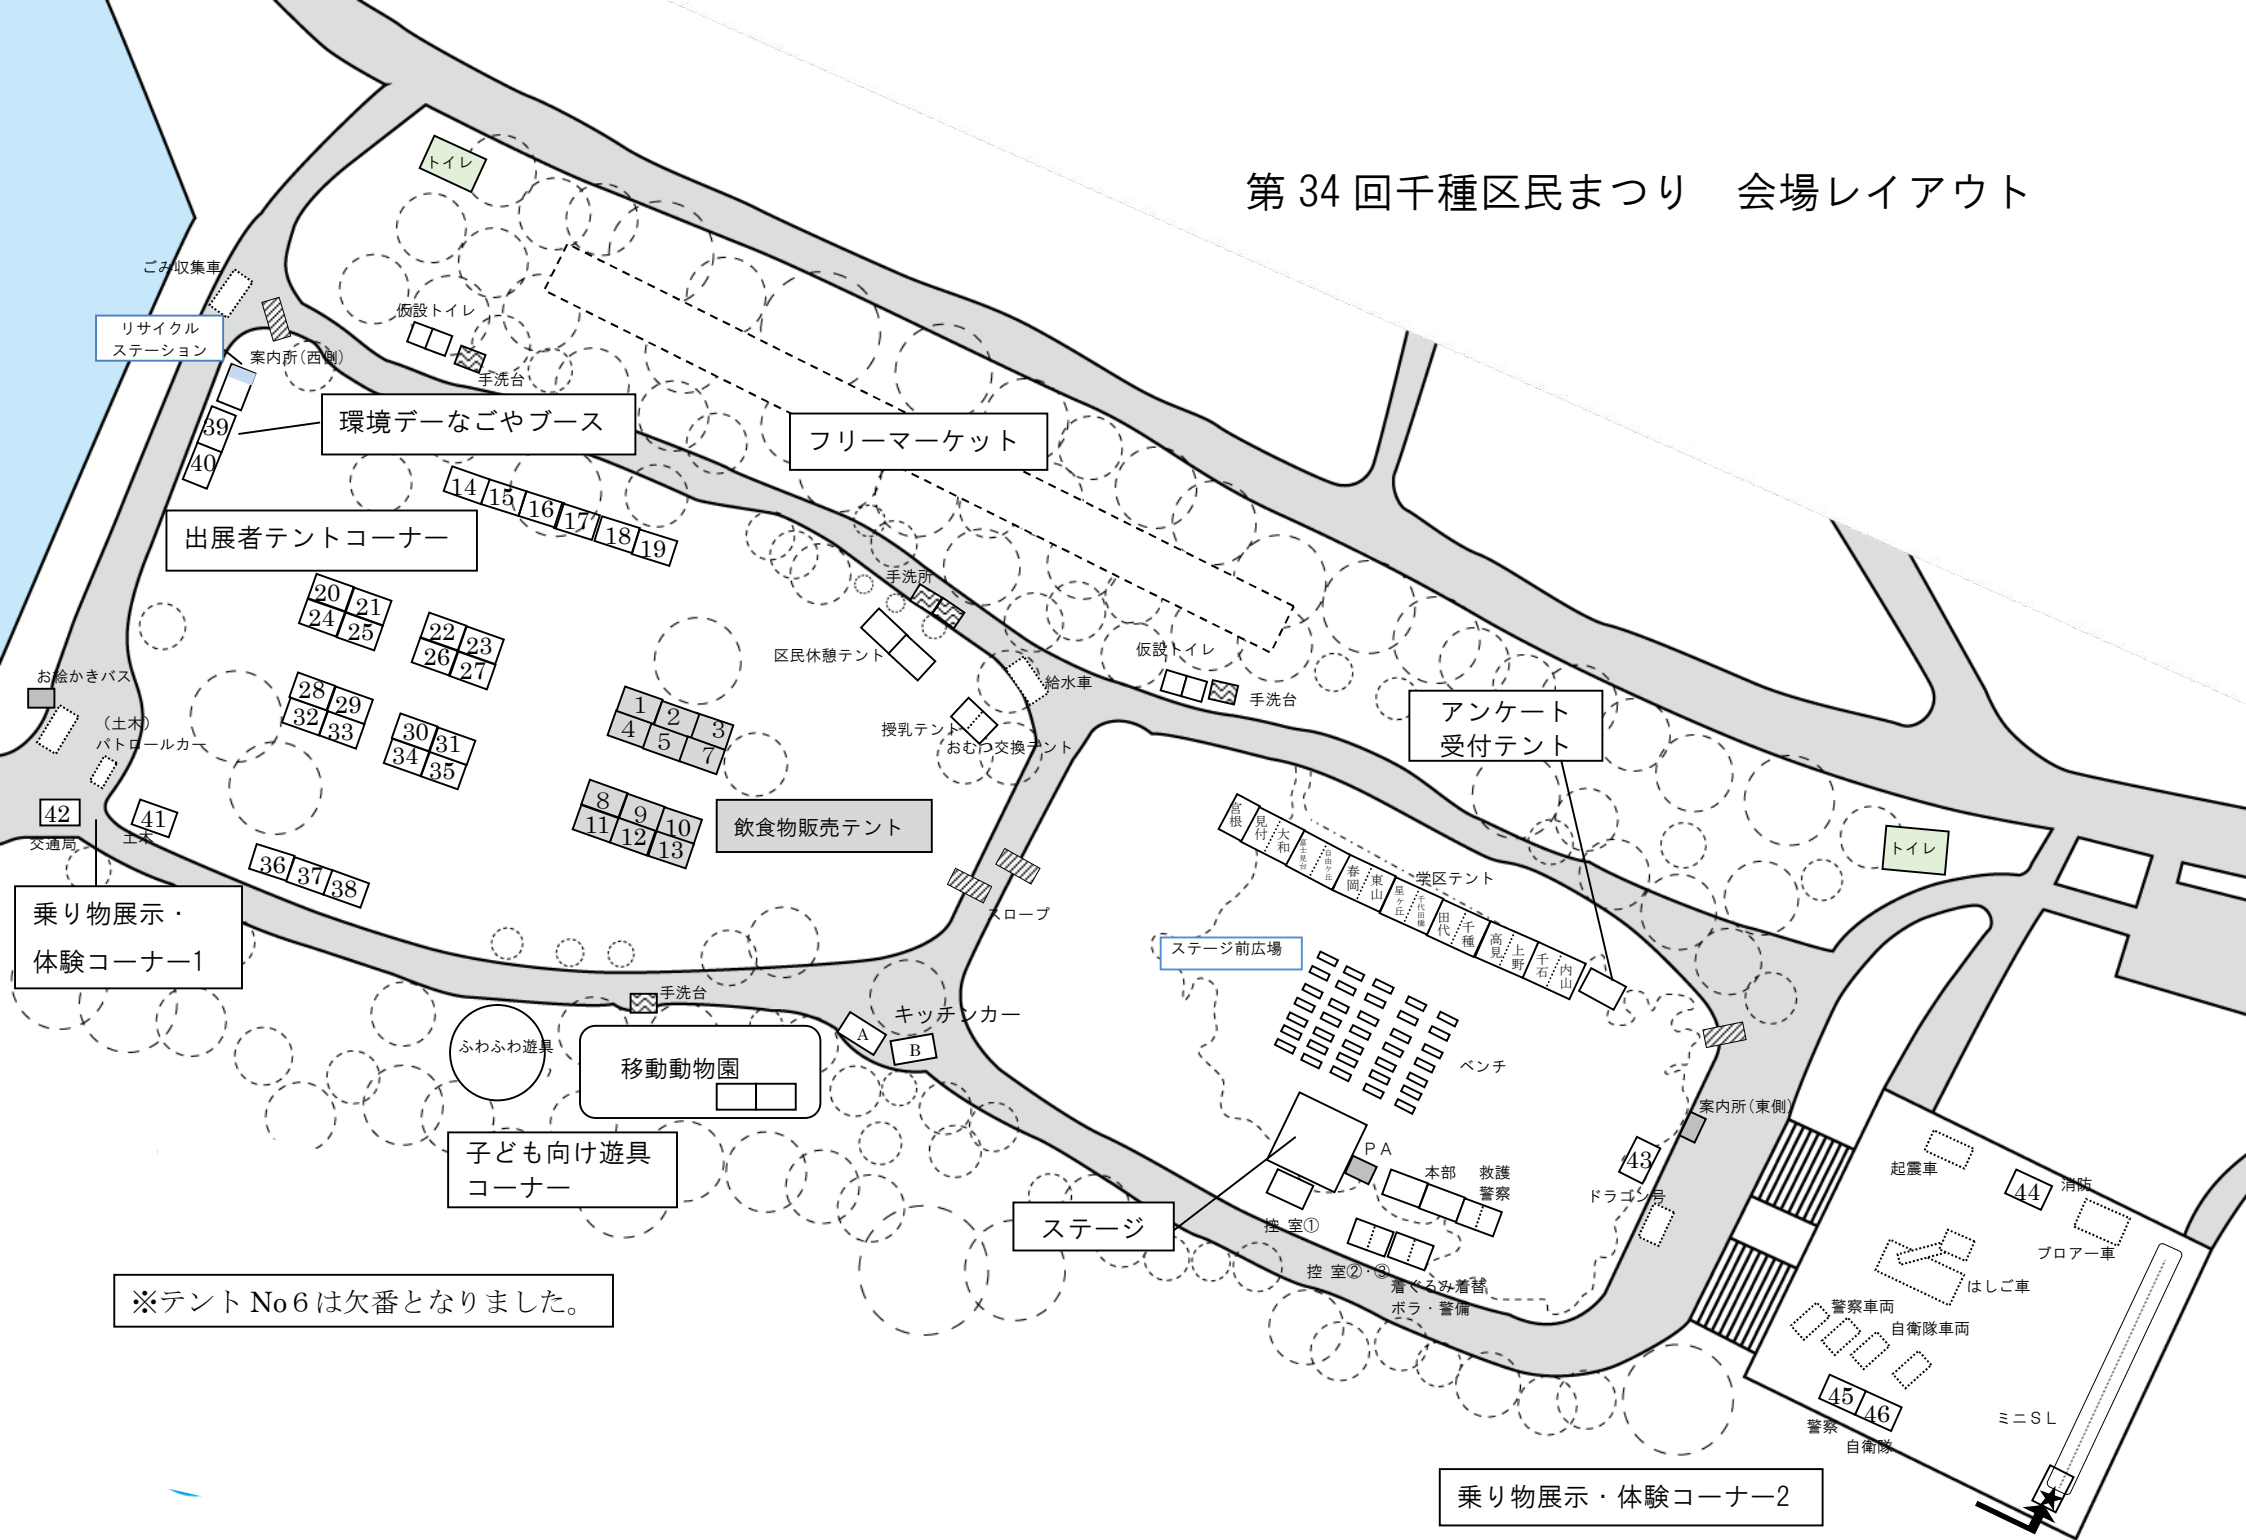 第34回千種区民まつり　会場レイアウト
トイレ
ごみ収集車
リサイクル
ステーション
案内所(西側)
仮設トイレ
手洗台
39
40
環境デーなごやブース
フリーマーケット
出展者テントコーナー
14
15
16
17
18
19
20
21
24
25
22
23
26
27
28
29
32
33
30
31
34
35
手洗所
区民休憩テント
給水車
授乳テント
おむつ交換テント
仮設トイレ
手洗台
アンケート
受付テント
お絵かきバス
(土木)
パトロールカー
42
交通局
41
土木
36
37
38
1
2
3
4
5
7
8
9
10
11
12
13
飲食物販売テント
スロープ
乗り物展示・
体験コーナー1
宮根
見付
大和
富士見台
自由ケ丘
春岡
東山
星ケ丘
千代田橋
田代
千種
高見
上野
千石
内山
学区テント
トイレ
ステージ前広場
ベンチ
手洗台
キッチンカー
A
B
ふわふわ遊具
移動動物園
子ども向け遊具
コーナー
ステージ
PA
本部
救護
警察
控 室①
控 室②・③
着ぐるみ着替
ボラ・警備
案内所(東側)
43
ドラゴン号
起震車
44
消防
ブロアー車
はしご車
警察車両
自衛隊車両
45
46
警察
自衛隊
ミニSL
※テントNo６は欠番となりました。
乗り物展示・体験コーナー2